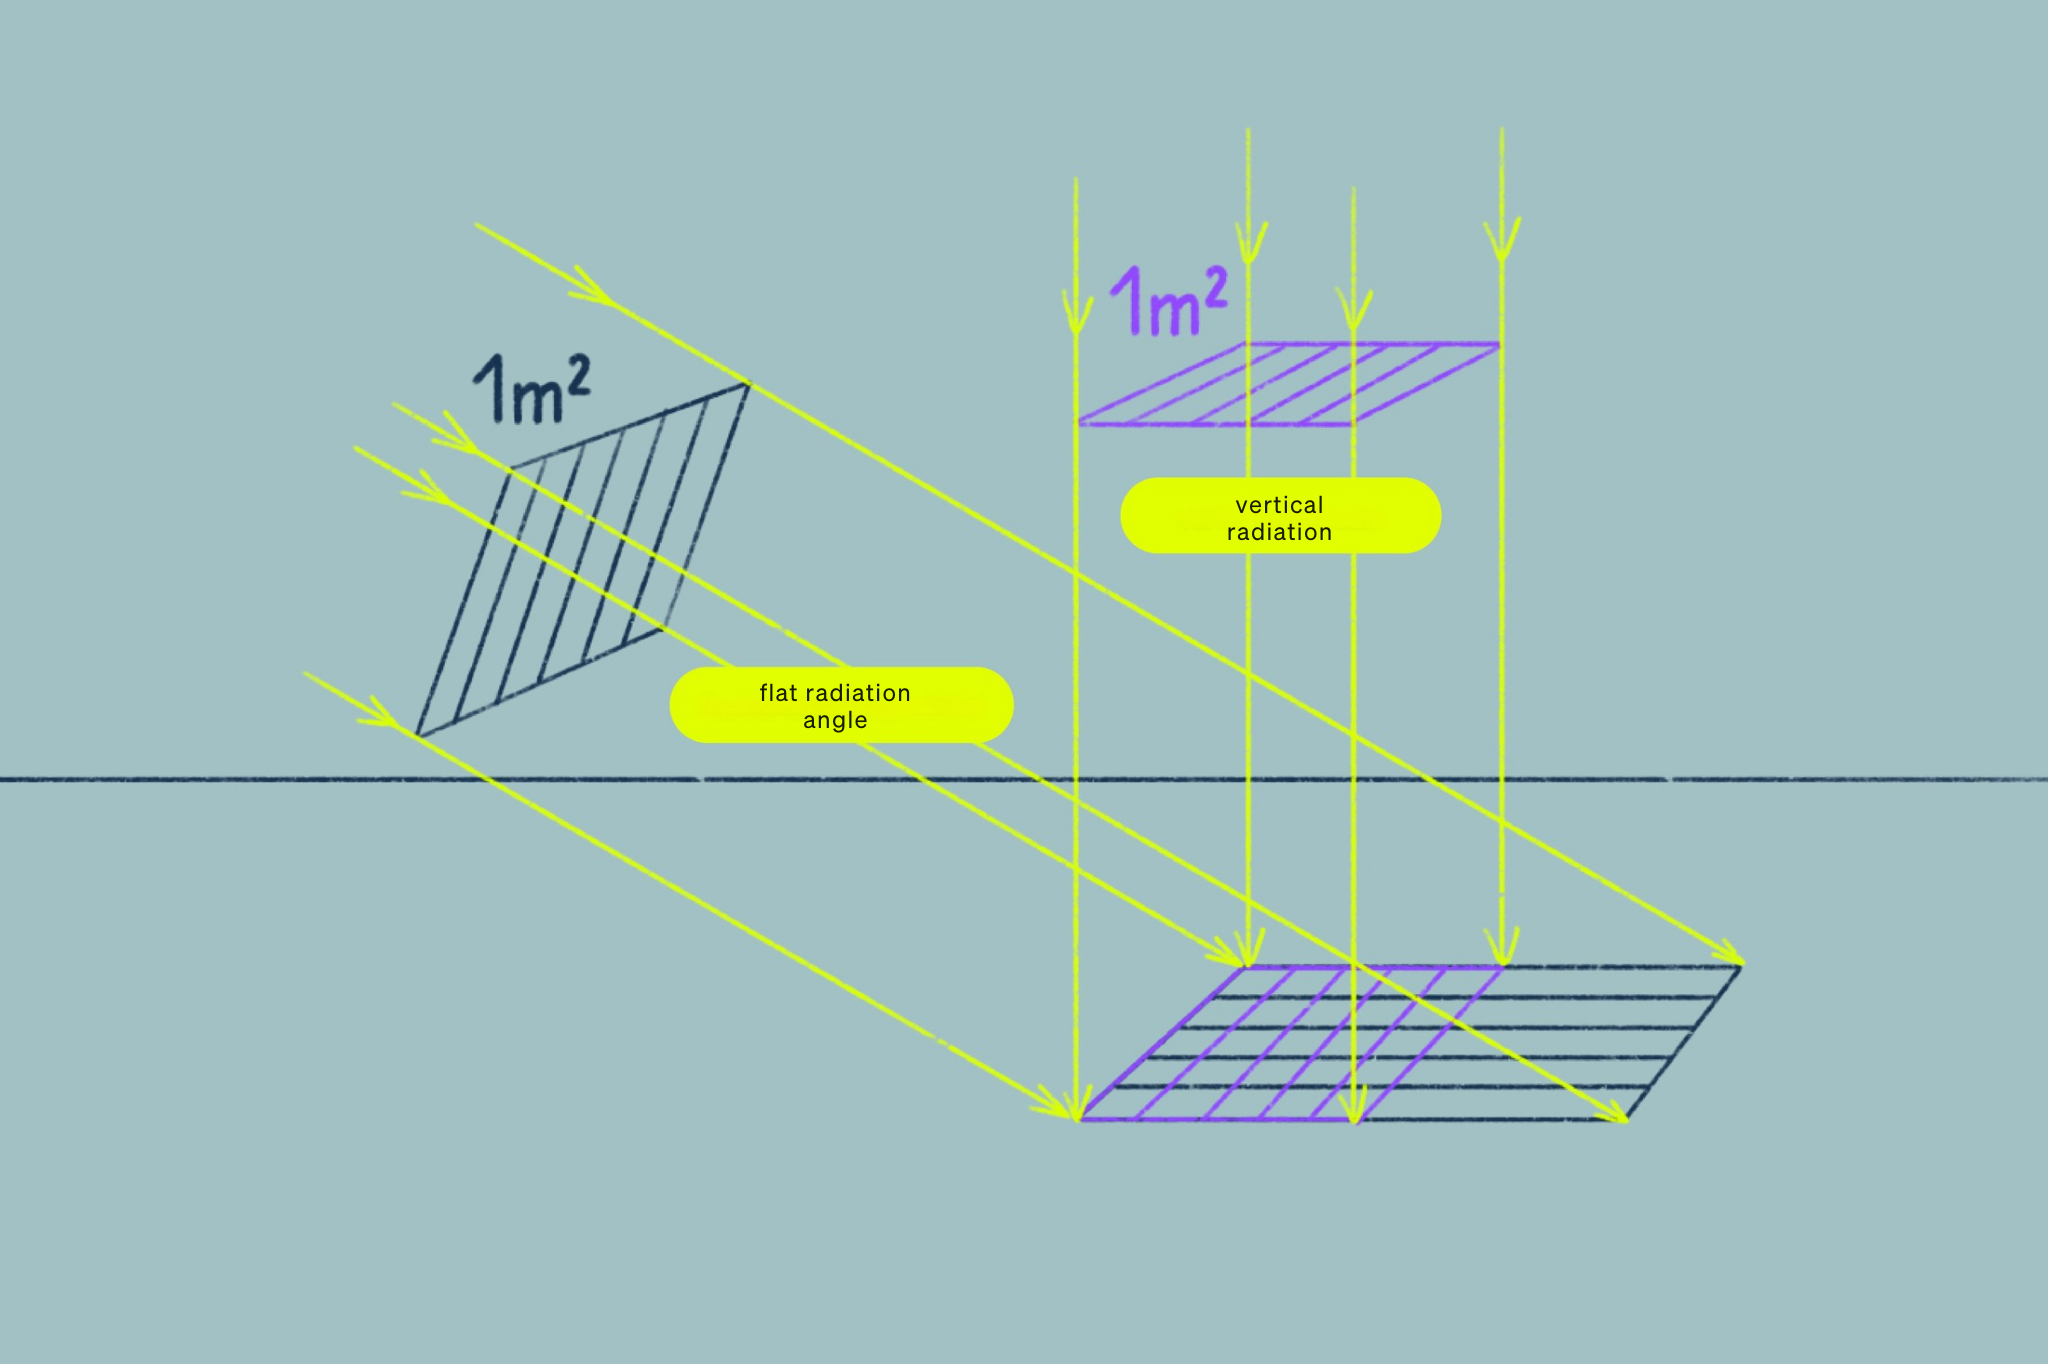 1m²
1m²
vertical
radiation
flat radiation
angle